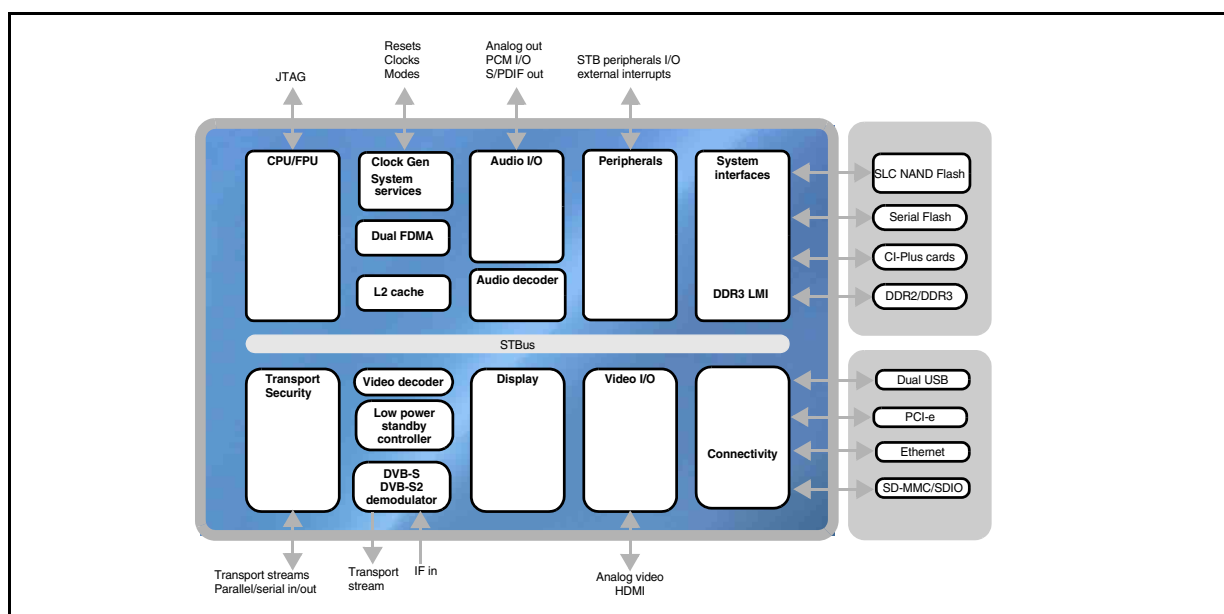 Resets
Clocks
Modes
Analog out
PCM I/O
S/PDIF out
STB peripherals I/O
external interrupts
JTAG
CPU/FPU
Clock Gen
System
services
Dual FDMA
L2 cache
Audio I/O
Audio decoder
Peripherals
System
interfaces
DDR3 LMI
SLC NAND Flash
Serial Flash
CI-Plus cards
DDR2/DDR3
STBus
Transport
Security
Video decoder
Low power
standby
controller
DVB-S
DVB-S2
demodulator
Display
Video I/O
Connectivity
Dual USB
PCI-e
Ethernet
SD-MMC/SDIO
Transport streams
Parallel/serial in/out
Transport
stream
IF in
Analog video
HDMI